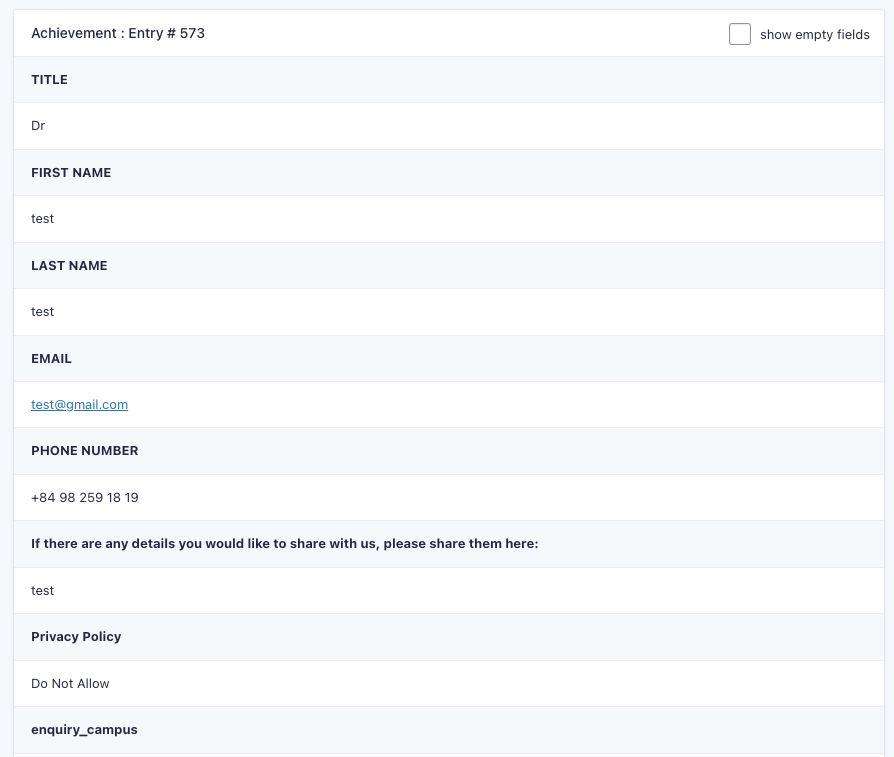 Achievement : Entry # 573
show empty fields
TITLE
Dr
FIRST NAME
test
LAST NAME
test
EMAIL
test@gmail.com
PHONE NUMBER
+84 98 259 18 19
If there are any details you would like to share with us, please share them here:
test
Privacy Policy
Do Not Allow
enquiry_campus